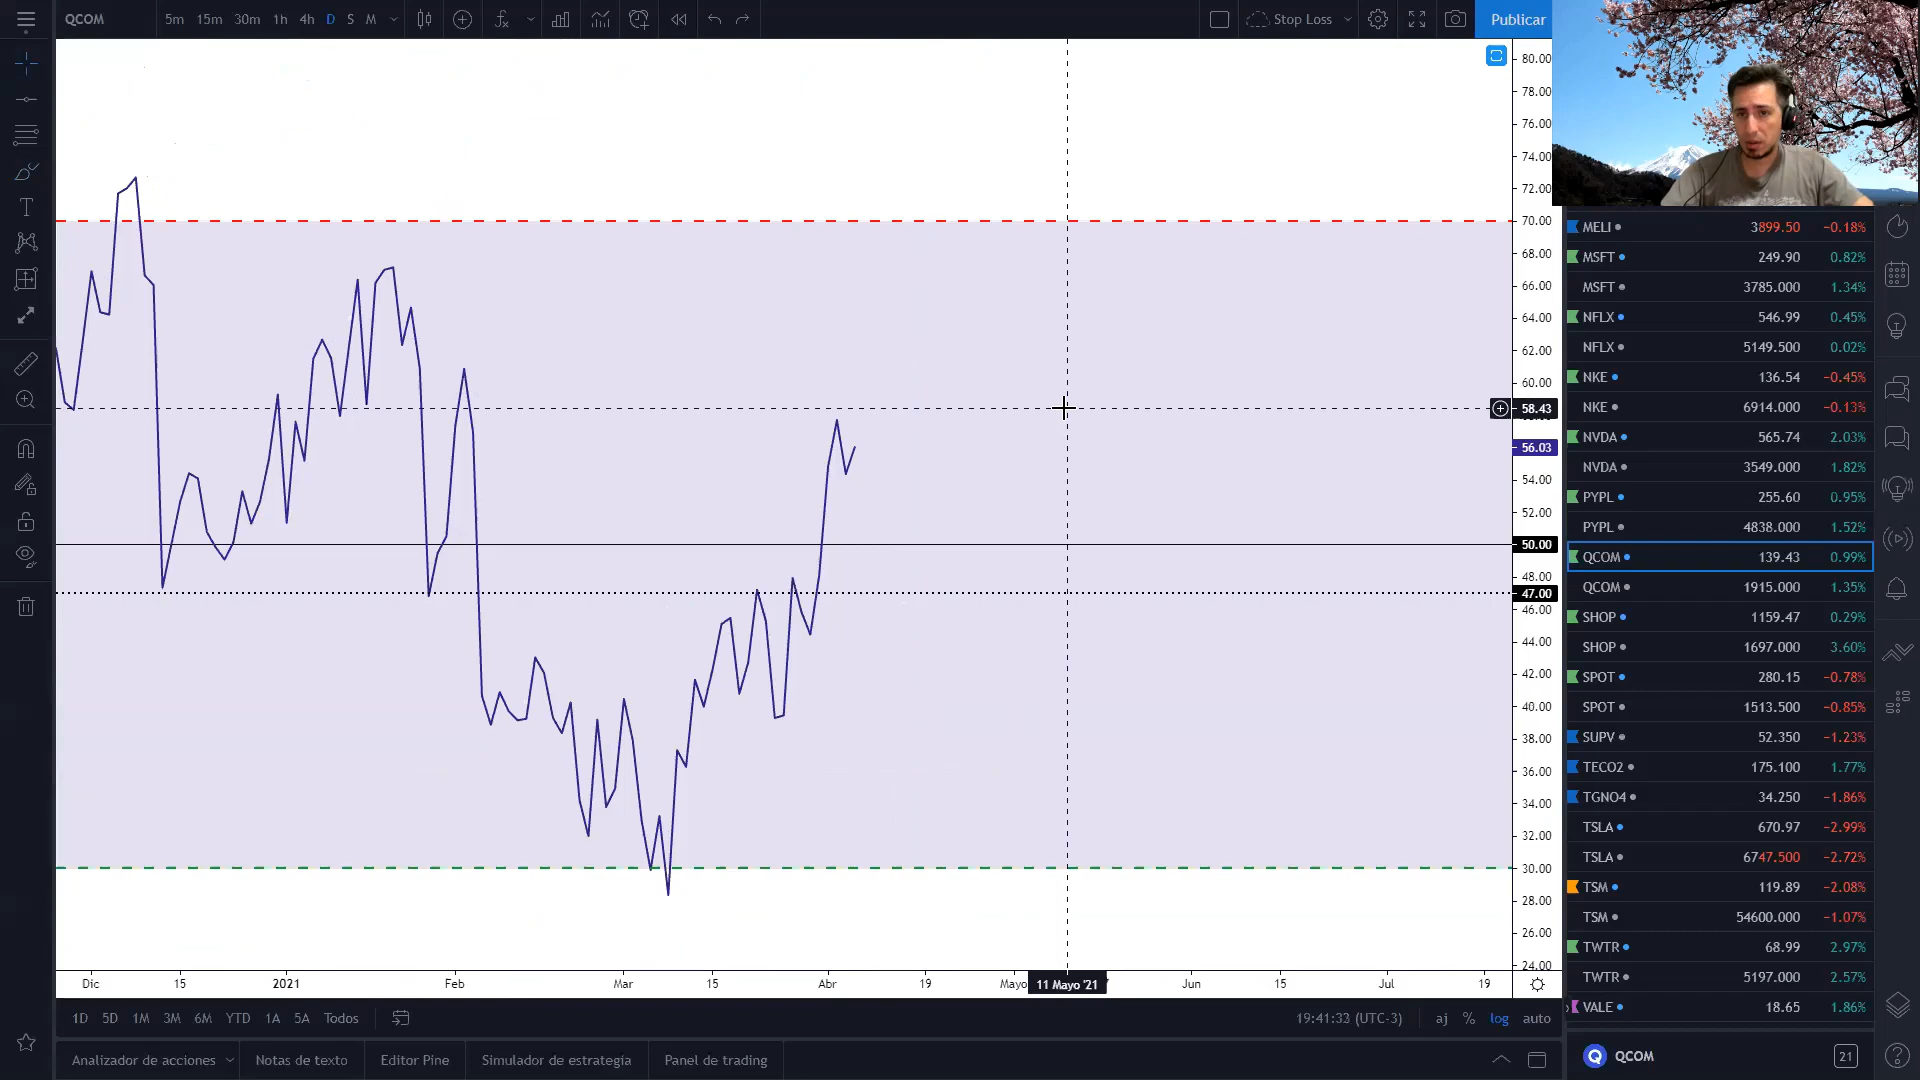 QCOM 5m 15m 30m 1h 4h D S M Stop Loss Publicar
80.00
78.00
76.00
74.00
72.00
70.00
68.00
66.00
64.00
62.00
60.00
58.43
56.03
54.00
52.00
50.00
48.00
47.00
46.00
44.00
42.00
40.00
38.00
36.00
34.00
32.00
30.00
28.00
26.00
24.00
Dic 15 2021 Feb Mar 15 Abr 19 Mayo 11 Mayo '21 Jun 15 Jul 19
1D 5D 1M 3M 6M YTD 1A 5A Todos 19:41:33 (UTC-3) aj % log auto
Analizador de acciones Notas de texto Editor Pine Simulador de estrategia Panel de trading
MELI 3899.50 −0.18%
MSFT 249.90 0.82%
MSFT 3785.000 1.34%
NFLX 546.99 0.45%
NFLX 5149.500 0.02%
NKE 136.54 −0.45%
NKE 6914.000 −0.13%
NVDA 565.74 2.03%
NVDA 3549.000 1.82%
PYPL 255.60 0.95%
PYPL 4838.000 1.52%
QCOM 139.43 0.99%
QCOM 1915.000 1.35%
SHOP 1159.47 0.29%
SHOP 1697.000 3.60%
SPOT 280.15 −0.78%
SPOT 1513.500 −0.85%
SUPV 52.350 −1.23%
TECO2 175.100 1.77%
TGNO4 34.250 −1.86%
TSLA 670.97 −2.99%
TSLA 6747.500 −2.72%
TSM 119.89 −2.08%
TSM 54600.000 −1.07%
TWTR 68.99 2.97%
TWTR 5197.000 2.57%
VALE 18.65 1.86%
Q QCOM 21